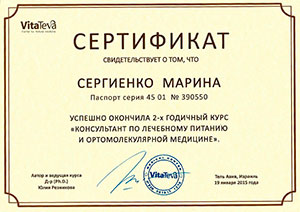 VitaTeva
СЕРТИФИКАТ
СВИДЕТЕЛЬСТВУЕТ О ТОМ, ЧТО
СЕРГИЕНКО МАРИНА
Паспорт серия 45 01 № 390550
УСПЕШНО ОКОНЧИЛА 2-х ГОДИЧНЫЙ КУРС
«КОНСУЛЬТАНТ ПО ЛЕЧЕБНОМУ ПИТАНИЮ
И ОРТОМОЛЕКУЛЯРНОЙ МЕДИЦИНЕ».
Автор и ведущая курса
Д-р (Ph.D.)
Юлия Резникова
VitaTeva
Тель Авив, Израиль
19 января 2015 года